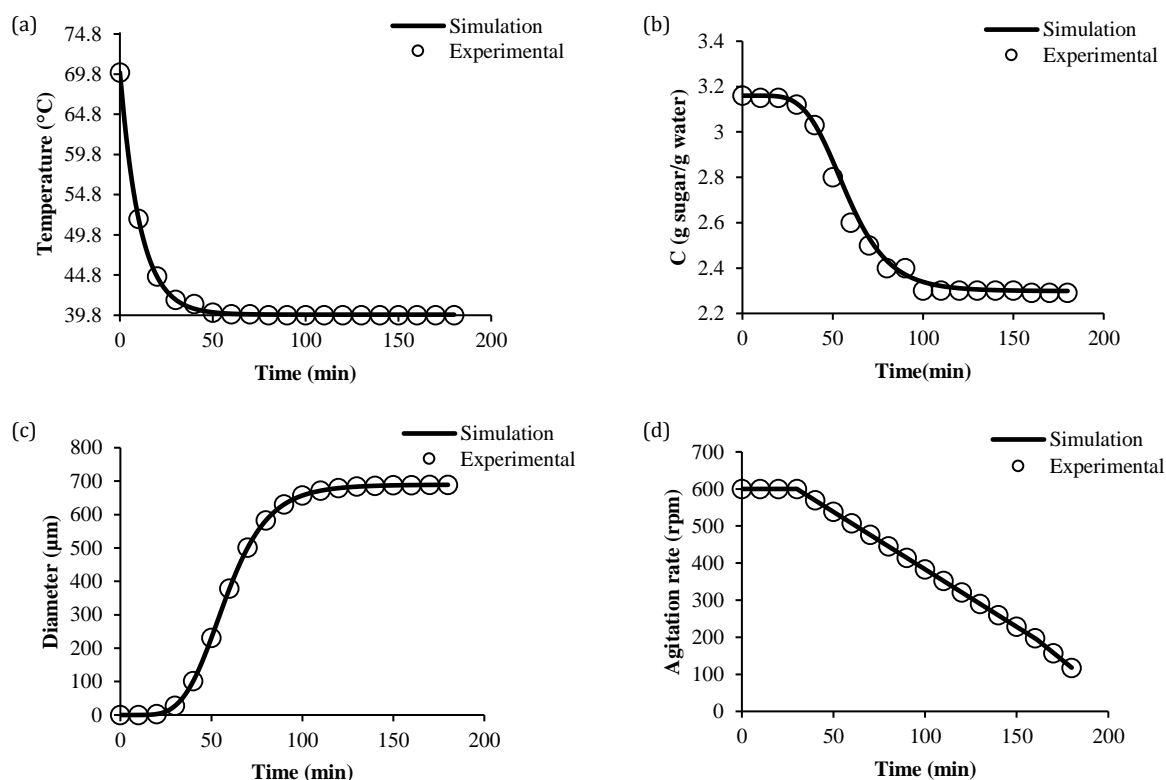 (a)
Simulation
Experimental
74.8
69.8
64.8
59.8
54.8
49.8
44.8
39.8
Temperature (°C)
0 50 100 150 200
Time (min)
(b)
Simulation
Experimental
3.4
3.2
3
2.8
2.6
2.4
2.2
C (g sugar/g water)
0 50 100 150 200
Time(min)
(c)
Simulation
Experimental
800
700
600
500
400
300
200
100
0
Diameter (µm)
0 50 100 150 200
Time (min)
(d)
Simulation
Experimental
700
600
500
400
300
200
100
0
Agitation rate (rpm)
0 50 100 150 200
Time (min)